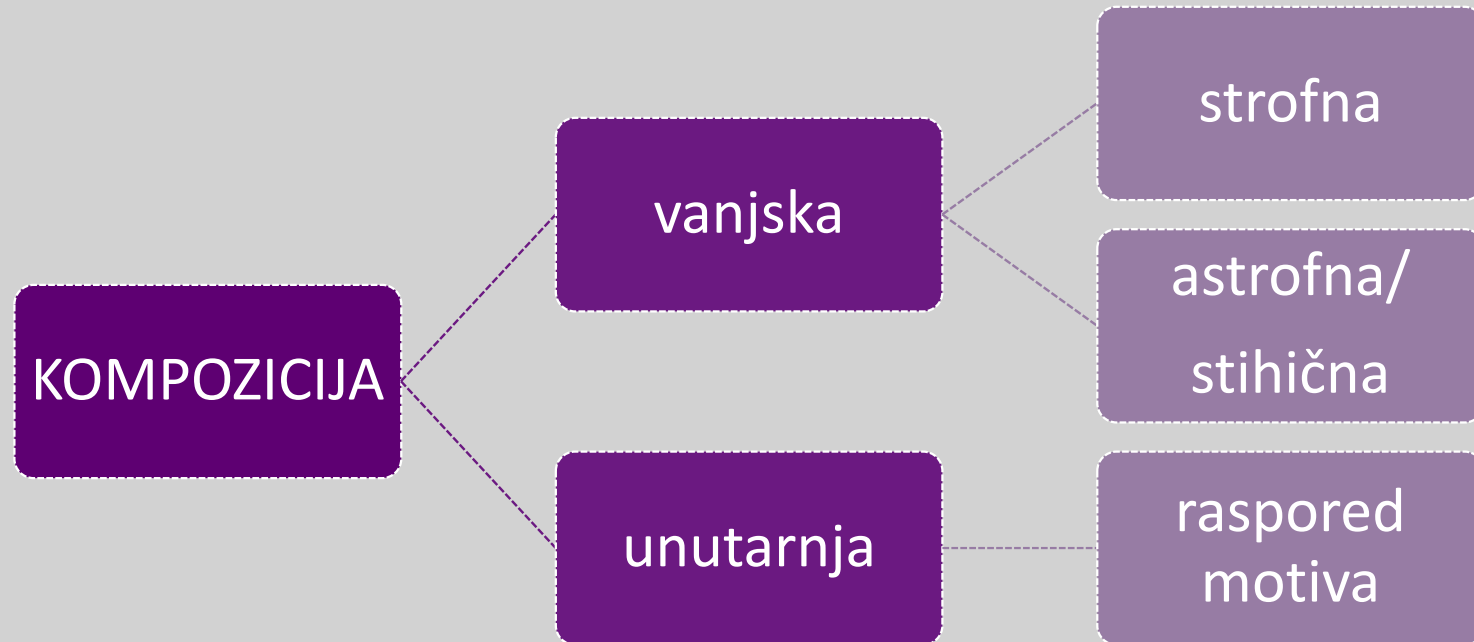 KOMPOZICIJA
vanjska
strofna
astrofna/
stihična
unutarnja
raspored
motiva